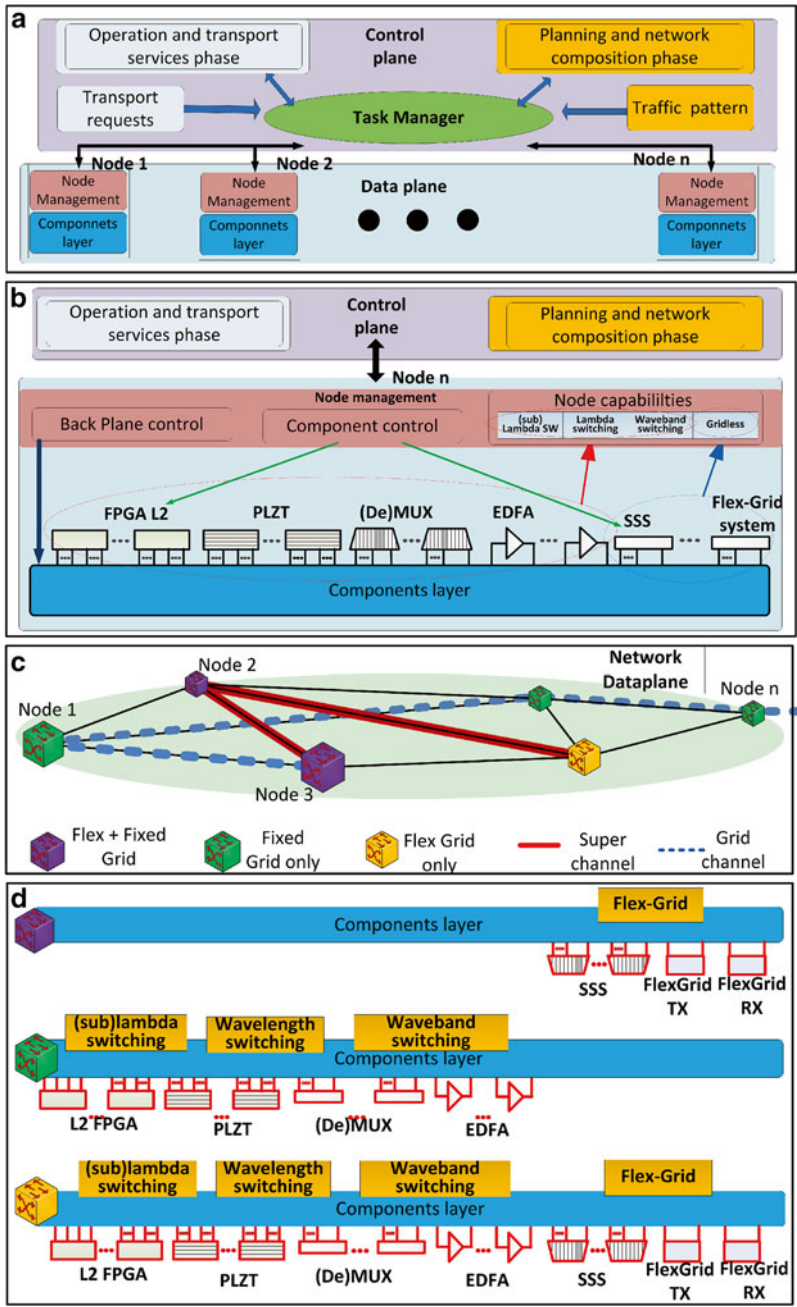 a
Operation and transport
services phase
Control
plane
Planning and network
composition phase
Transport
requests
Task Manager
Traffic pattern
Node 1
Node 2
Node n
Node
Management
Componnets
layer
Node
Management
Componnets
layer
Data plane
Node
Management
Componnets
layer
b
Operation and transport
services phase
Control
plane
Planning and network
composition phase
Node n
Node management
Back Plane control
Component control
Node capabililties
(sub)
Lambda SW
Lambda
switching
Waveband
switching
Gridless
FPGA L2
PLZT
(De)MUX
EDFA
SSS
Flex-Grid
system
Components layer
c
Node 2
Network
Dataplane
Node 1
Node n
Node 3
Flex + Fixed
Grid
Fixed
Grid only
Flex Grid
only
Super
channel
Grid
channel
d
Flex-Grid
Components layer
SSS
FlexGrid
TX
FlexGrid
RX
(sub)lambda
switching
Wavelength
switching
Waveband
switching
Components layer
L2 FPGA
PLZT
(De)MUX
EDFA
(sub)lambda
switching
Wavelength
switching
Waveband
switching
Flex-Grid
Components layer
L2 FPGA
PLZT
(De)MUX
EDFA
SSS
FlexGrid
TX
FlexGrid
RX